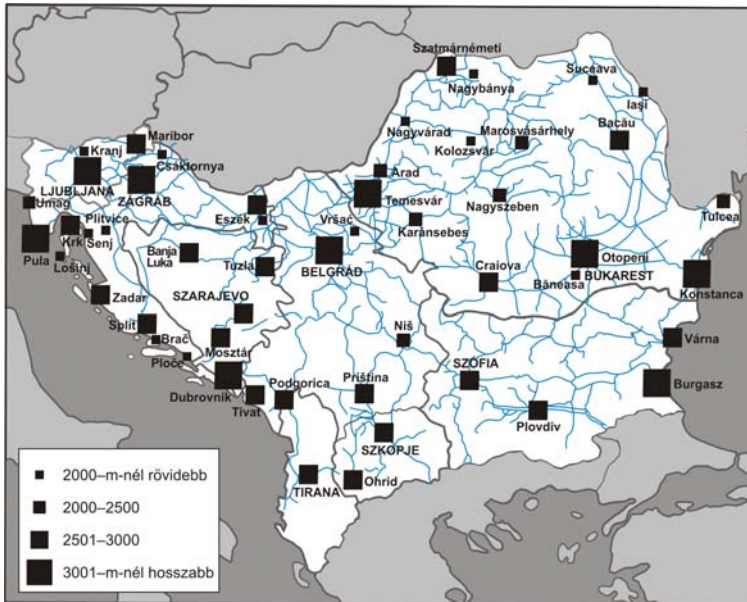 Szatmárnémeti
Nagybánya
Suceava
Iaşi
Maribor
Kranj
Csáktornya
Nagyvárad
Kolozsvár
Marosvásárhely
Bacău
LJUBLJANA
ZÁGRÁB
Arad
Umag
Temesvár
Eszék
Nagyszeben
Plitvice
Vršac
Karánsebes
Tulcea
Krk
Senj
Pula
Lošinj
Banja
Luka
Tuzla
BELGRÁD
Otopeni
Craiova
BUKAREST
Băneasa
Konstanca
SZARAJEVO
Zadar
Split
Brač
Niš
Várna
Mosztár
SZÓFIA
Ploče
Priština
Burgasz
Dubrovnik
Podgorica
Tivat
Plovdiv
SZKOPJE
TIRANA
Ohrid
2000–m-nél rövidebb
2000–2500
2501–3000
3001–m-nél hosszabb